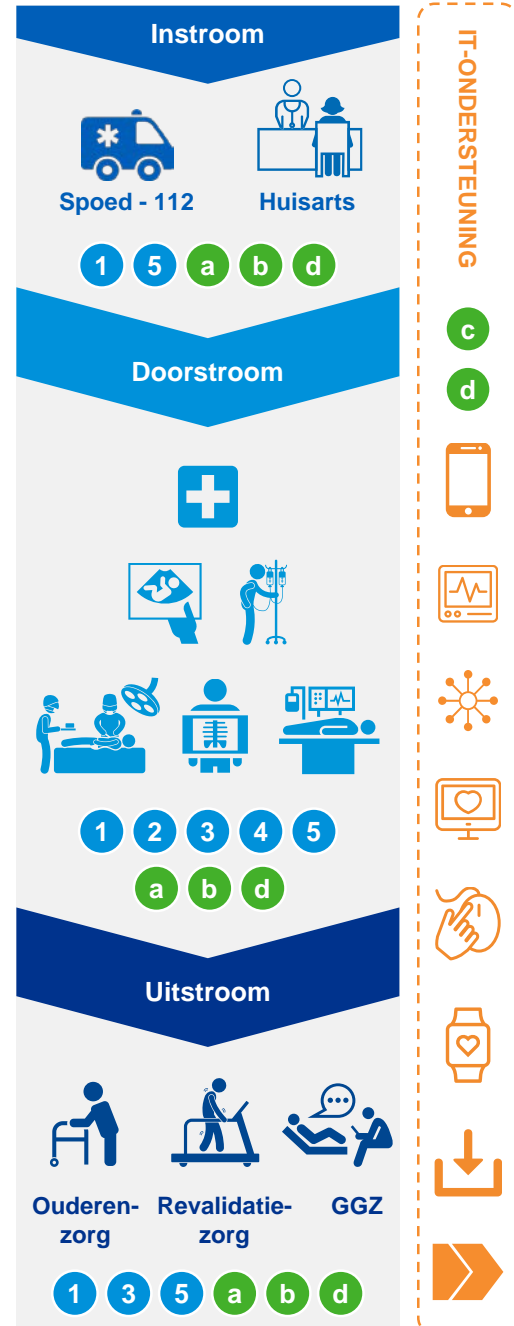 Instroom
Spoed - 112
Huisarts
1 5 a b d
Doorstroom
1 2 3 4 5
a b d
Uitstroom
Ouderen-
zorg
Revalidatie-
zorg
GGZ
1 3 5 a b d
IT-ONDERSTEUNING
c
d